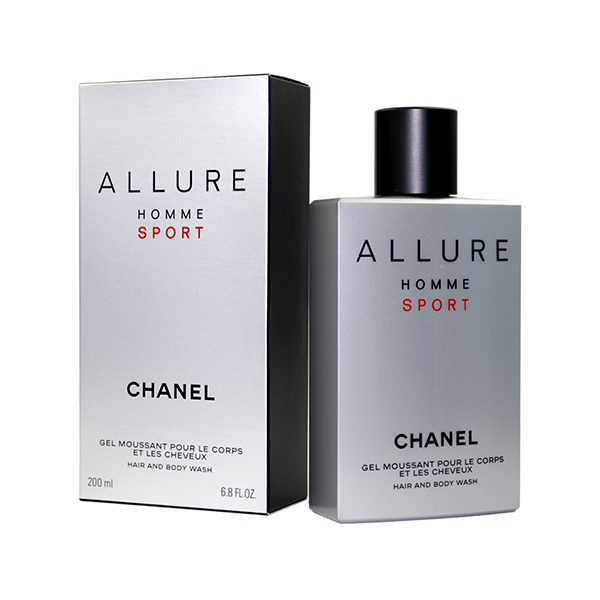 ALLURE
HOMME
SPORT
CHANEL
GEL MOUSSANT POUR LE CORPS
ET LES CHEVEUX
HAIR AND BODY WASH
200 ml 6.8 FL.OZ.
ALLURE
HOMME
SPORT
CHANEL
GEL MOUSSANT POUR LE CORPS
ET LES CHEVEUX
HAIR AND BODY WASH